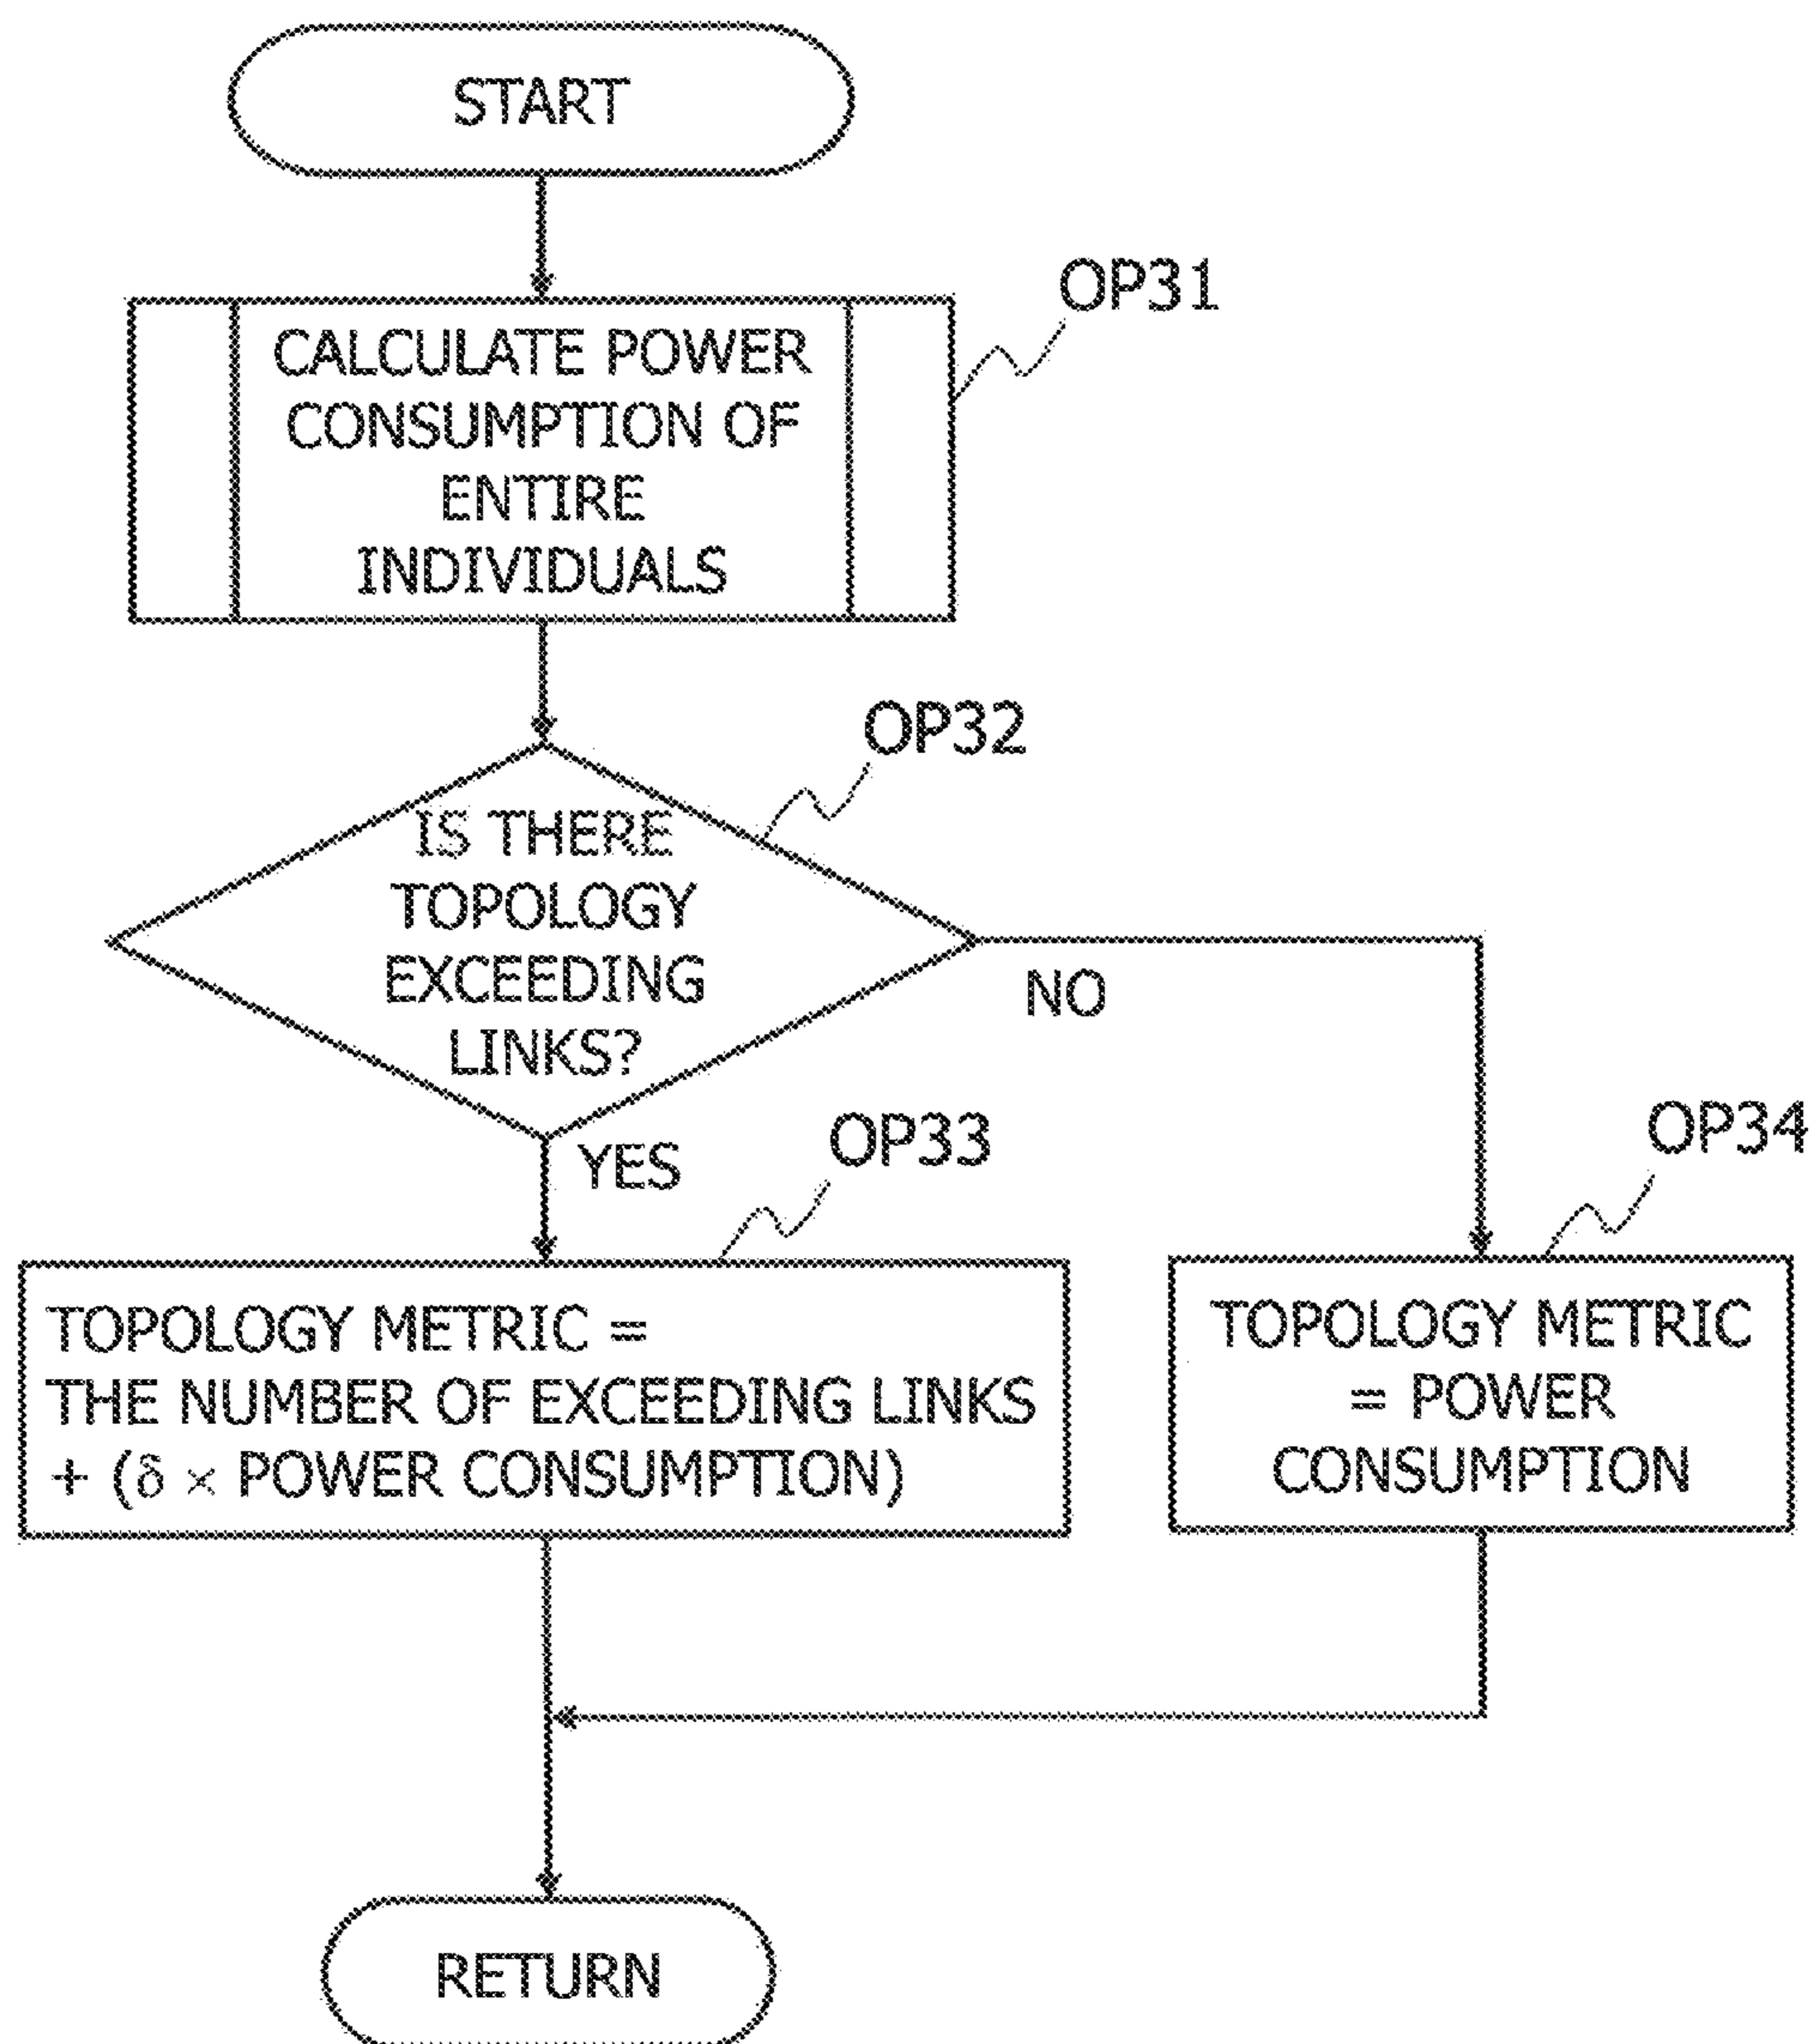 START
OP31
CALCULATE POWER
CONSUMPTION OF
ENTIRE
INDIVIDUALS
OP32
IS THERE
TOPOLOGY
EXCEEDING
LINKS?
NO
YES
OP33
OP34
TOPOLOGY METRIC =
THE NUMBER OF EXCEEDING LINKS
+ (δ × POWER CONSUMPTION)
TOPOLOGY METRIC
= POWER
CONSUMPTION
RETURN